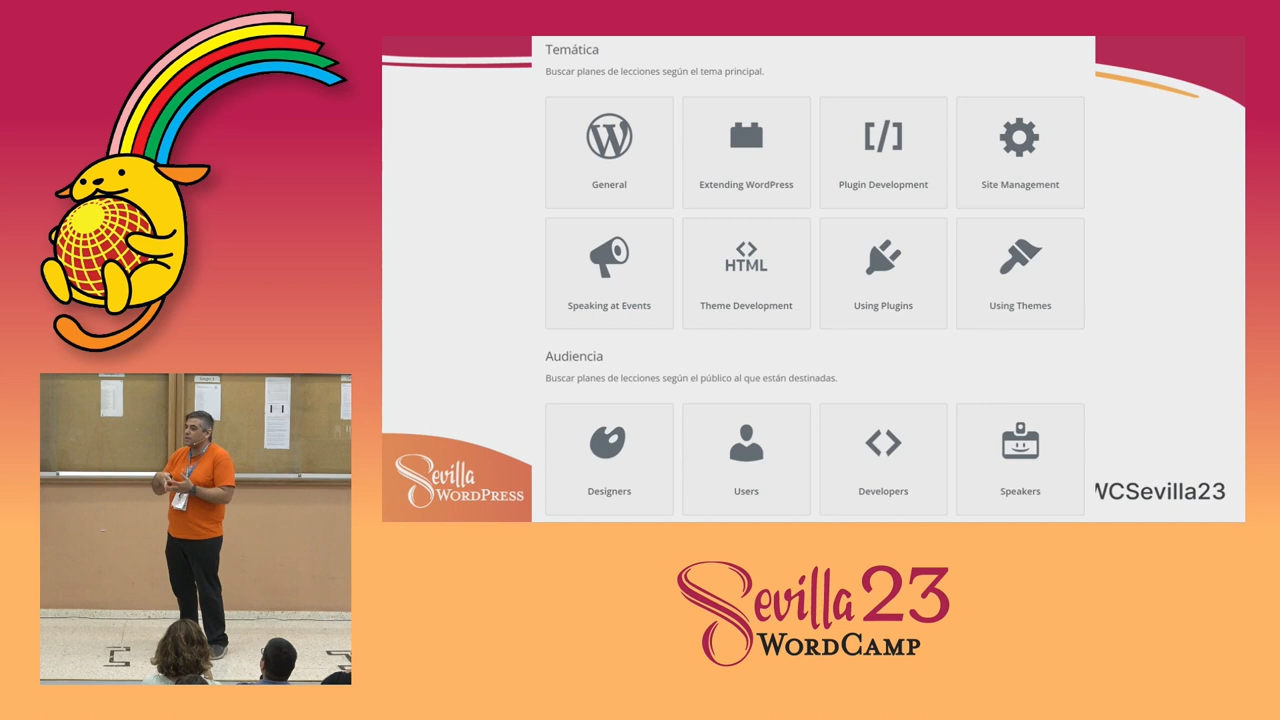 Temática
Buscar planes de lecciones según el tema principal.
General
Extending WordPress
Plugin Development
Site Management
HTML
Speaking at Events
Theme Development
Using Plugins
Using Themes
Audiencia
Buscar planes de lecciones según el público al que están destinadas.
Designers
Users
Developers
Speakers
Sevilla
WORDPRESS
WCSevilla23
Sevilla 23
WORDCAMP